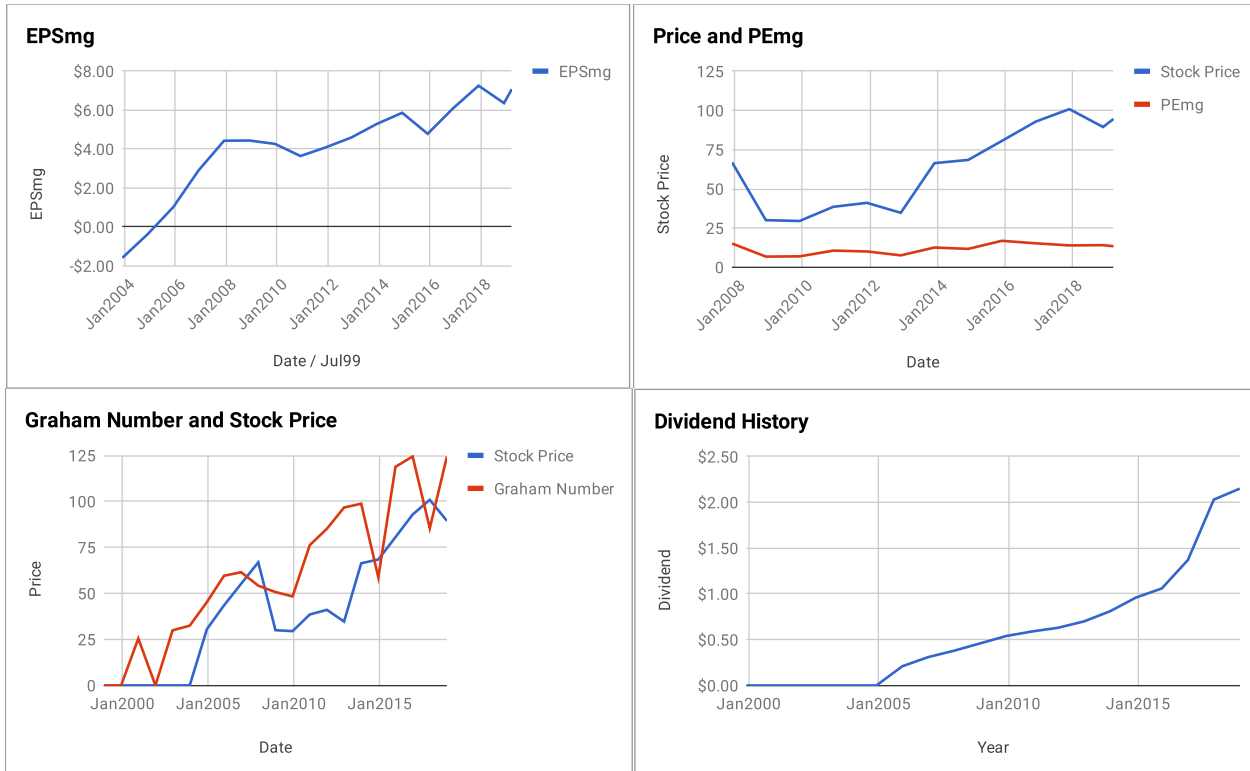 EPSmg
$8.00
$6.00
$4.00
$2.00
$0.00
-$2.00
EPSmg
EPSmg
Jan2004
Jan2006
Jan2008
Jan2010
Jan2012
Jan2014
Jan2016
Jan2018
Date / Jul99
Price and PEmg
125
100
75
50
25
0
Stock Price
Stock Price
PEmg
Jan2008
Jan2010
Jan2012
Jan2014
Jan2016
Jan2018
Date
Graham Number and Stock Price
125
100
75
50
25
0
Price
Stock Price
Graham Number
Jan2000
Jan2005
Jan2010
Jan2015
Date
Dividend History
$2.50
$2.00
$1.50
$1.00
$0.50
$0.00
Dividend
Jan2000
Jan2005
Jan2010
Jan2015
Year